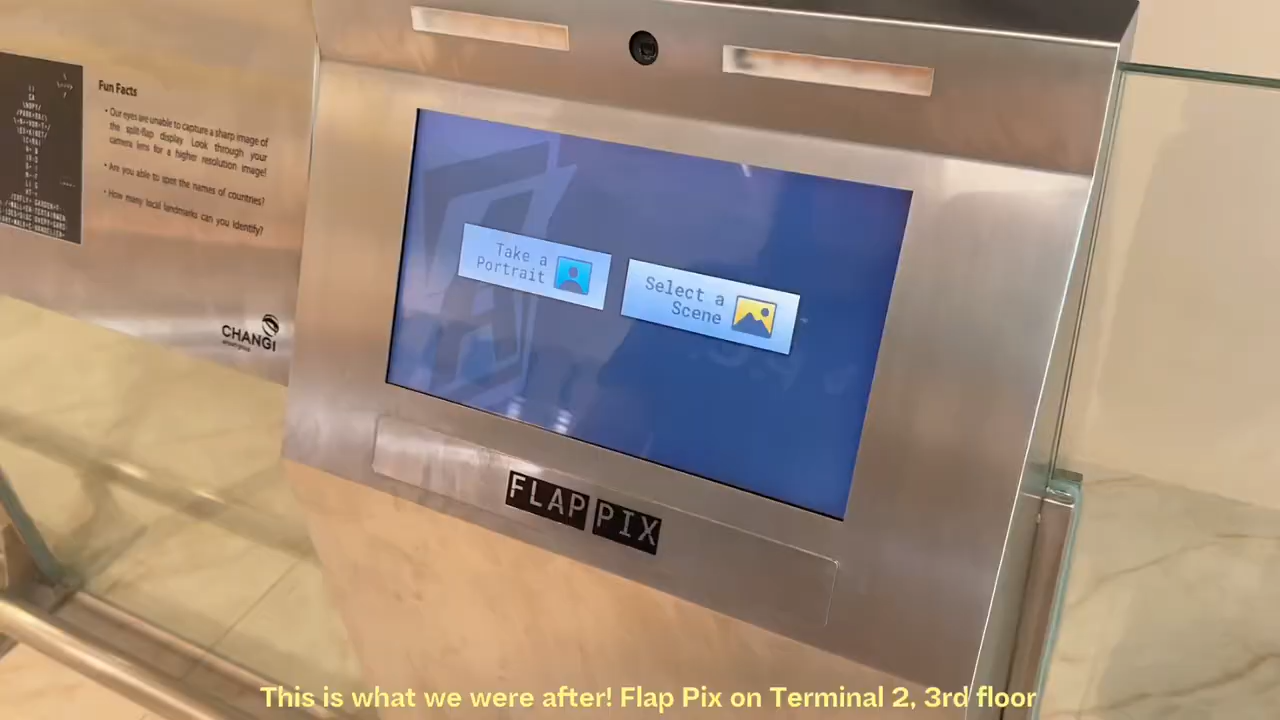 Fun Facts
• Our eyes are unable to capture a sharp image of
the split-flap display. Look through your
camera lens for a higher resolution image!
• Are you able to spot the names of countries?
• How many local landmarks can you identify?
CHANGI
Take a
Portrait
Select a
Scene
FLAP PIX
This is what we were after! Flap Pix on Terminal 2, 3rd floor